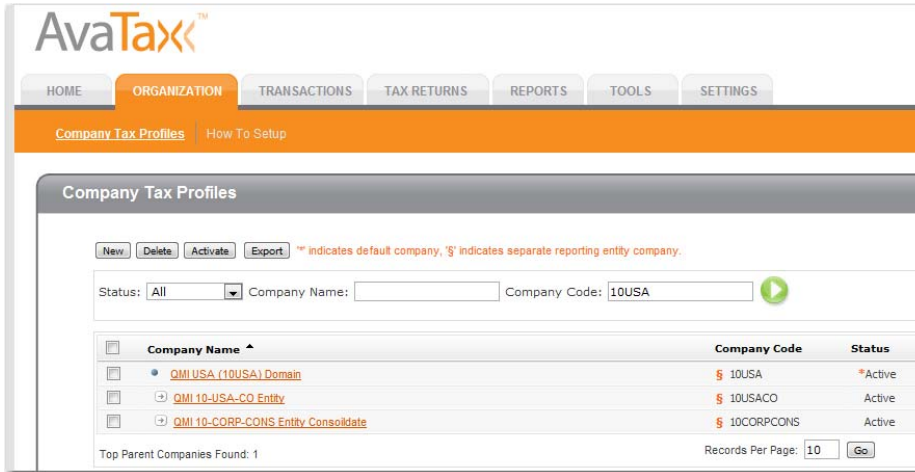 AvaTax™
HOME ORGANIZATION TRANSACTIONS TAX RETURNS REPORTS TOOLS SETTINGS
Company Tax Profiles How To Setup
Company Tax Profiles
New Delete Activate Export '*' indicates default company, '§' indicates separate reporting entity company.
Status: All Company Name: Company Code: 10USA
Company Name Company Code Status
QMI USA (10USA) Domain § 10USA *Active
QMI 10-USA-CO Entity § 10USACO Active
QMI 10-CORP-CONS Entity Consoildate § 10CORPCONS Active
Top Parent Companies Found: 1 Records Per Page: 10 Go